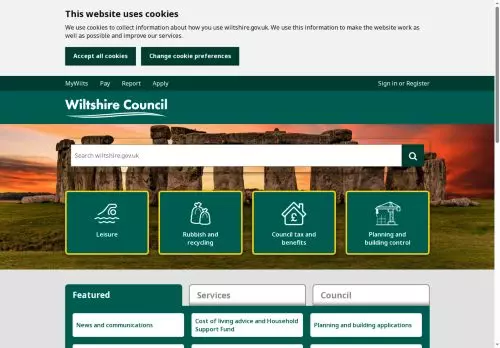 This website uses cookies
We use cookies to collect information about how you use wiltshire.gov.uk. We use this information to make the website work as
well as possible and improve our services.
Accept all cookies
Change cookie preferences
MyWilts
Pay
Report
Apply
Sign in or Register
Wiltshire Council
Search wiltshire.gov.uk
Leisure
Rubbish and
recycling
Council tax and
benefits
Planning and
building control
Featured
Services
Council
News and communications
Cost of living advice and Household
Support Fund
Planning and building applications